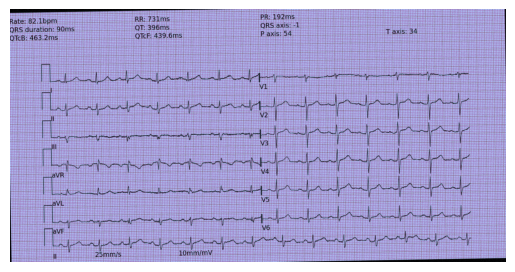 Rate: 82.1bpm RR: 731ms PR: 192ms
QRS duration: 90ms QT: 396ms QRS axis: -1
QTcB: 463.2ms QTcF: 439.6ms P axis: 54 T axis: 34
I V1
II V2
III V3
aVR V4
aVL V5
aVF V6
II 25mm/s 10mm/mV